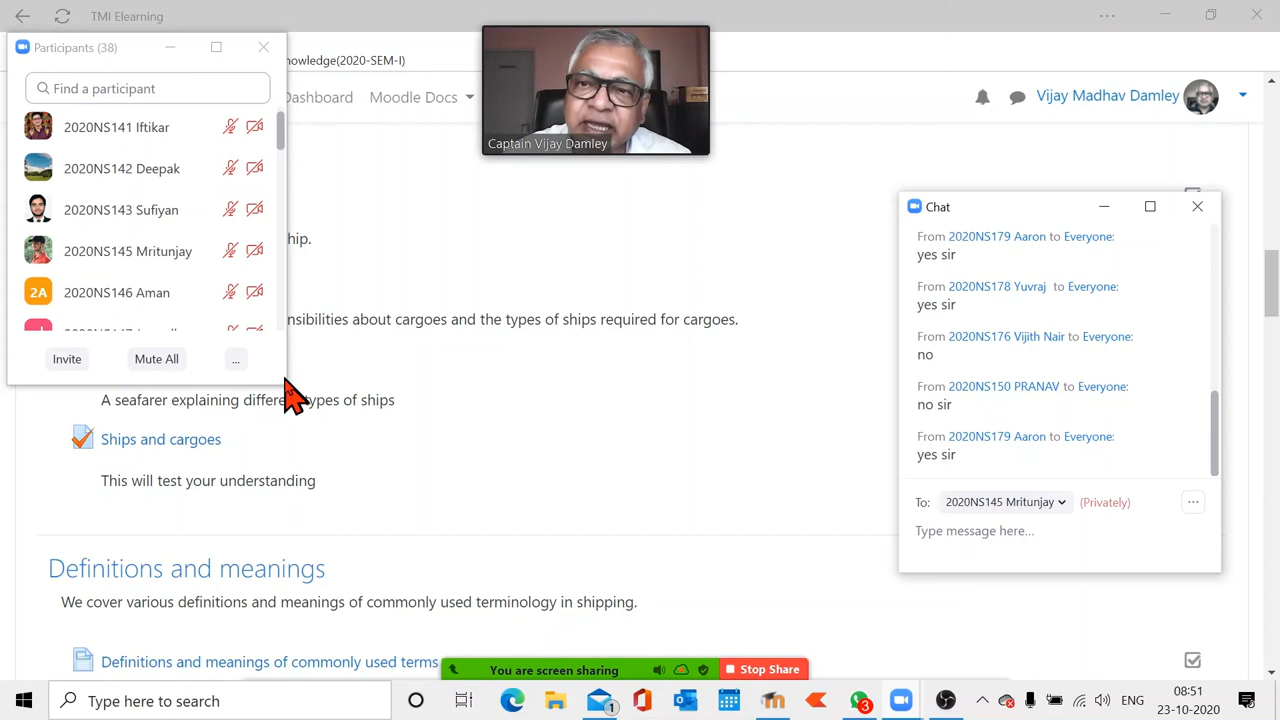 TMI Elearning
Participants (38)
nowledge(2020-SEM-I)
Find a participant
Dashboard
Moodle Docs
Vijay Madhav Damley
Captain Vijay Damley
2020NS141 Iftikar
2020NS142 Deepak
2020NS143 Sufiyan
2020NS145 Mritunjay
2A
2020NS146 Aman
Invite
Mute All
...
hip.
nsibilities about cargoes and the types of ships required for cargoes.
A seafarer explaining different types of ships
Ships and cargoes
This will test your understanding
Definitions and meanings
We cover various definitions and meanings of commonly used terminology in shipping.
Definitions and meanings of commonly used terms
Chat
From 2020NS179 Aaron to Everyone:
yes sir
From 2020NS178 Yuvraj to Everyone:
yes sir
From 2020NS176 Vijith Nair to Everyone:
no
From 2020NS150 PRANAV to Everyone:
no sir
From 2020NS179 Aaron to Everyone:
yes sir
To: 2020NS145 Mritunjay (Privately)
Type message here...
You are screen sharing
Stop Share
Type here to search
1
3
ENG
08:51
23-10-2020